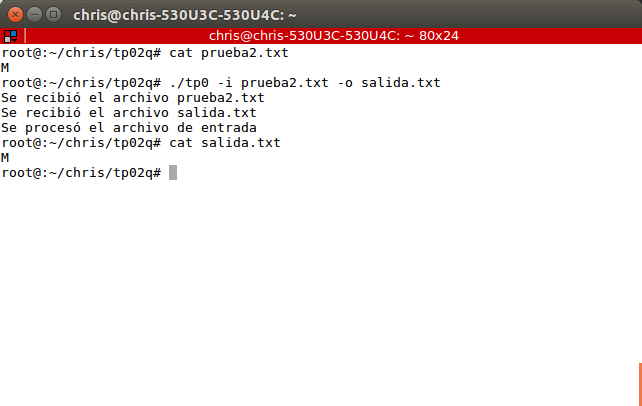 chris@chris-530U3C-530U4C: ~
chris@chris-530U3C-530U4C: ~ 80x24
root@:~/chris/tp02q# cat prueba2.txt
M
root@:~/chris/tp02q# ./tp0 -i prueba2.txt -o salida.txt
Se recibió el archivo prueba2.txt
Se recibió el archivo salida.txt
Se procesó el archivo de entrada
root@:~/chris/tp02q# cat salida.txt
M
root@:~/chris/tp02q#